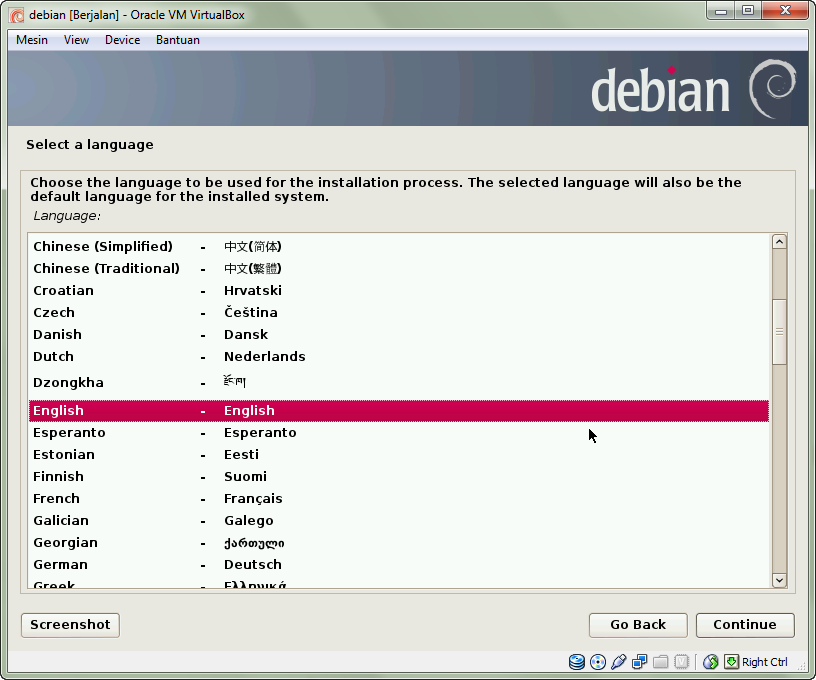 debian [Berjalan] - Oracle VM VirtualBox
Mesin View Device Bantuan
debian
Select a language
Choose the language to be used for the installation process. The selected language will also be the
default language for the installed system.
Language:
Chinese (Simplified) - 中文(简体)
Chinese (Traditional) - 中文(繁體)
Croatian - Hrvatski
Czech - Čeština
Danish - Dansk
Dutch - Nederlands
Dzongkha - རྫོང་ཁ།
English - English
Esperanto - Esperanto
Estonian - Eesti
Finnish - Suomi
French - Français
Galician - Galego
Georgian - ქართული
German - Deutsch
Greek - Ελληνικά
Screenshot Go Back Continue
Right Ctrl